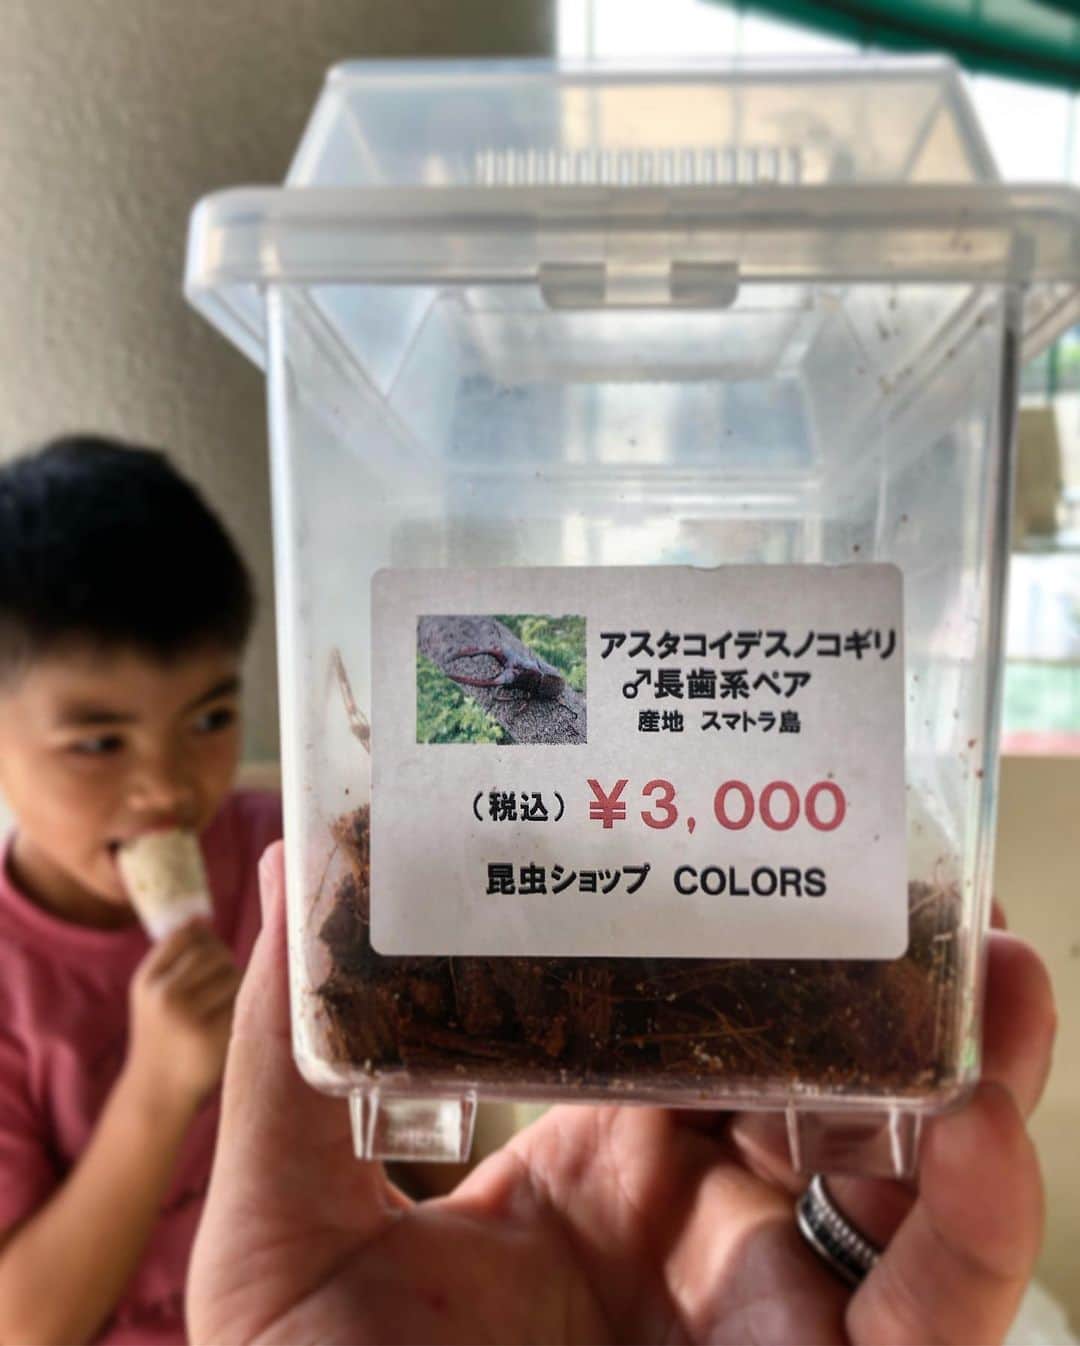 アスタコイデスノコギリ
♂長歯系ペア
産地 スマトラ島
（税込）￥3,000
昆虫ショップ COLORS